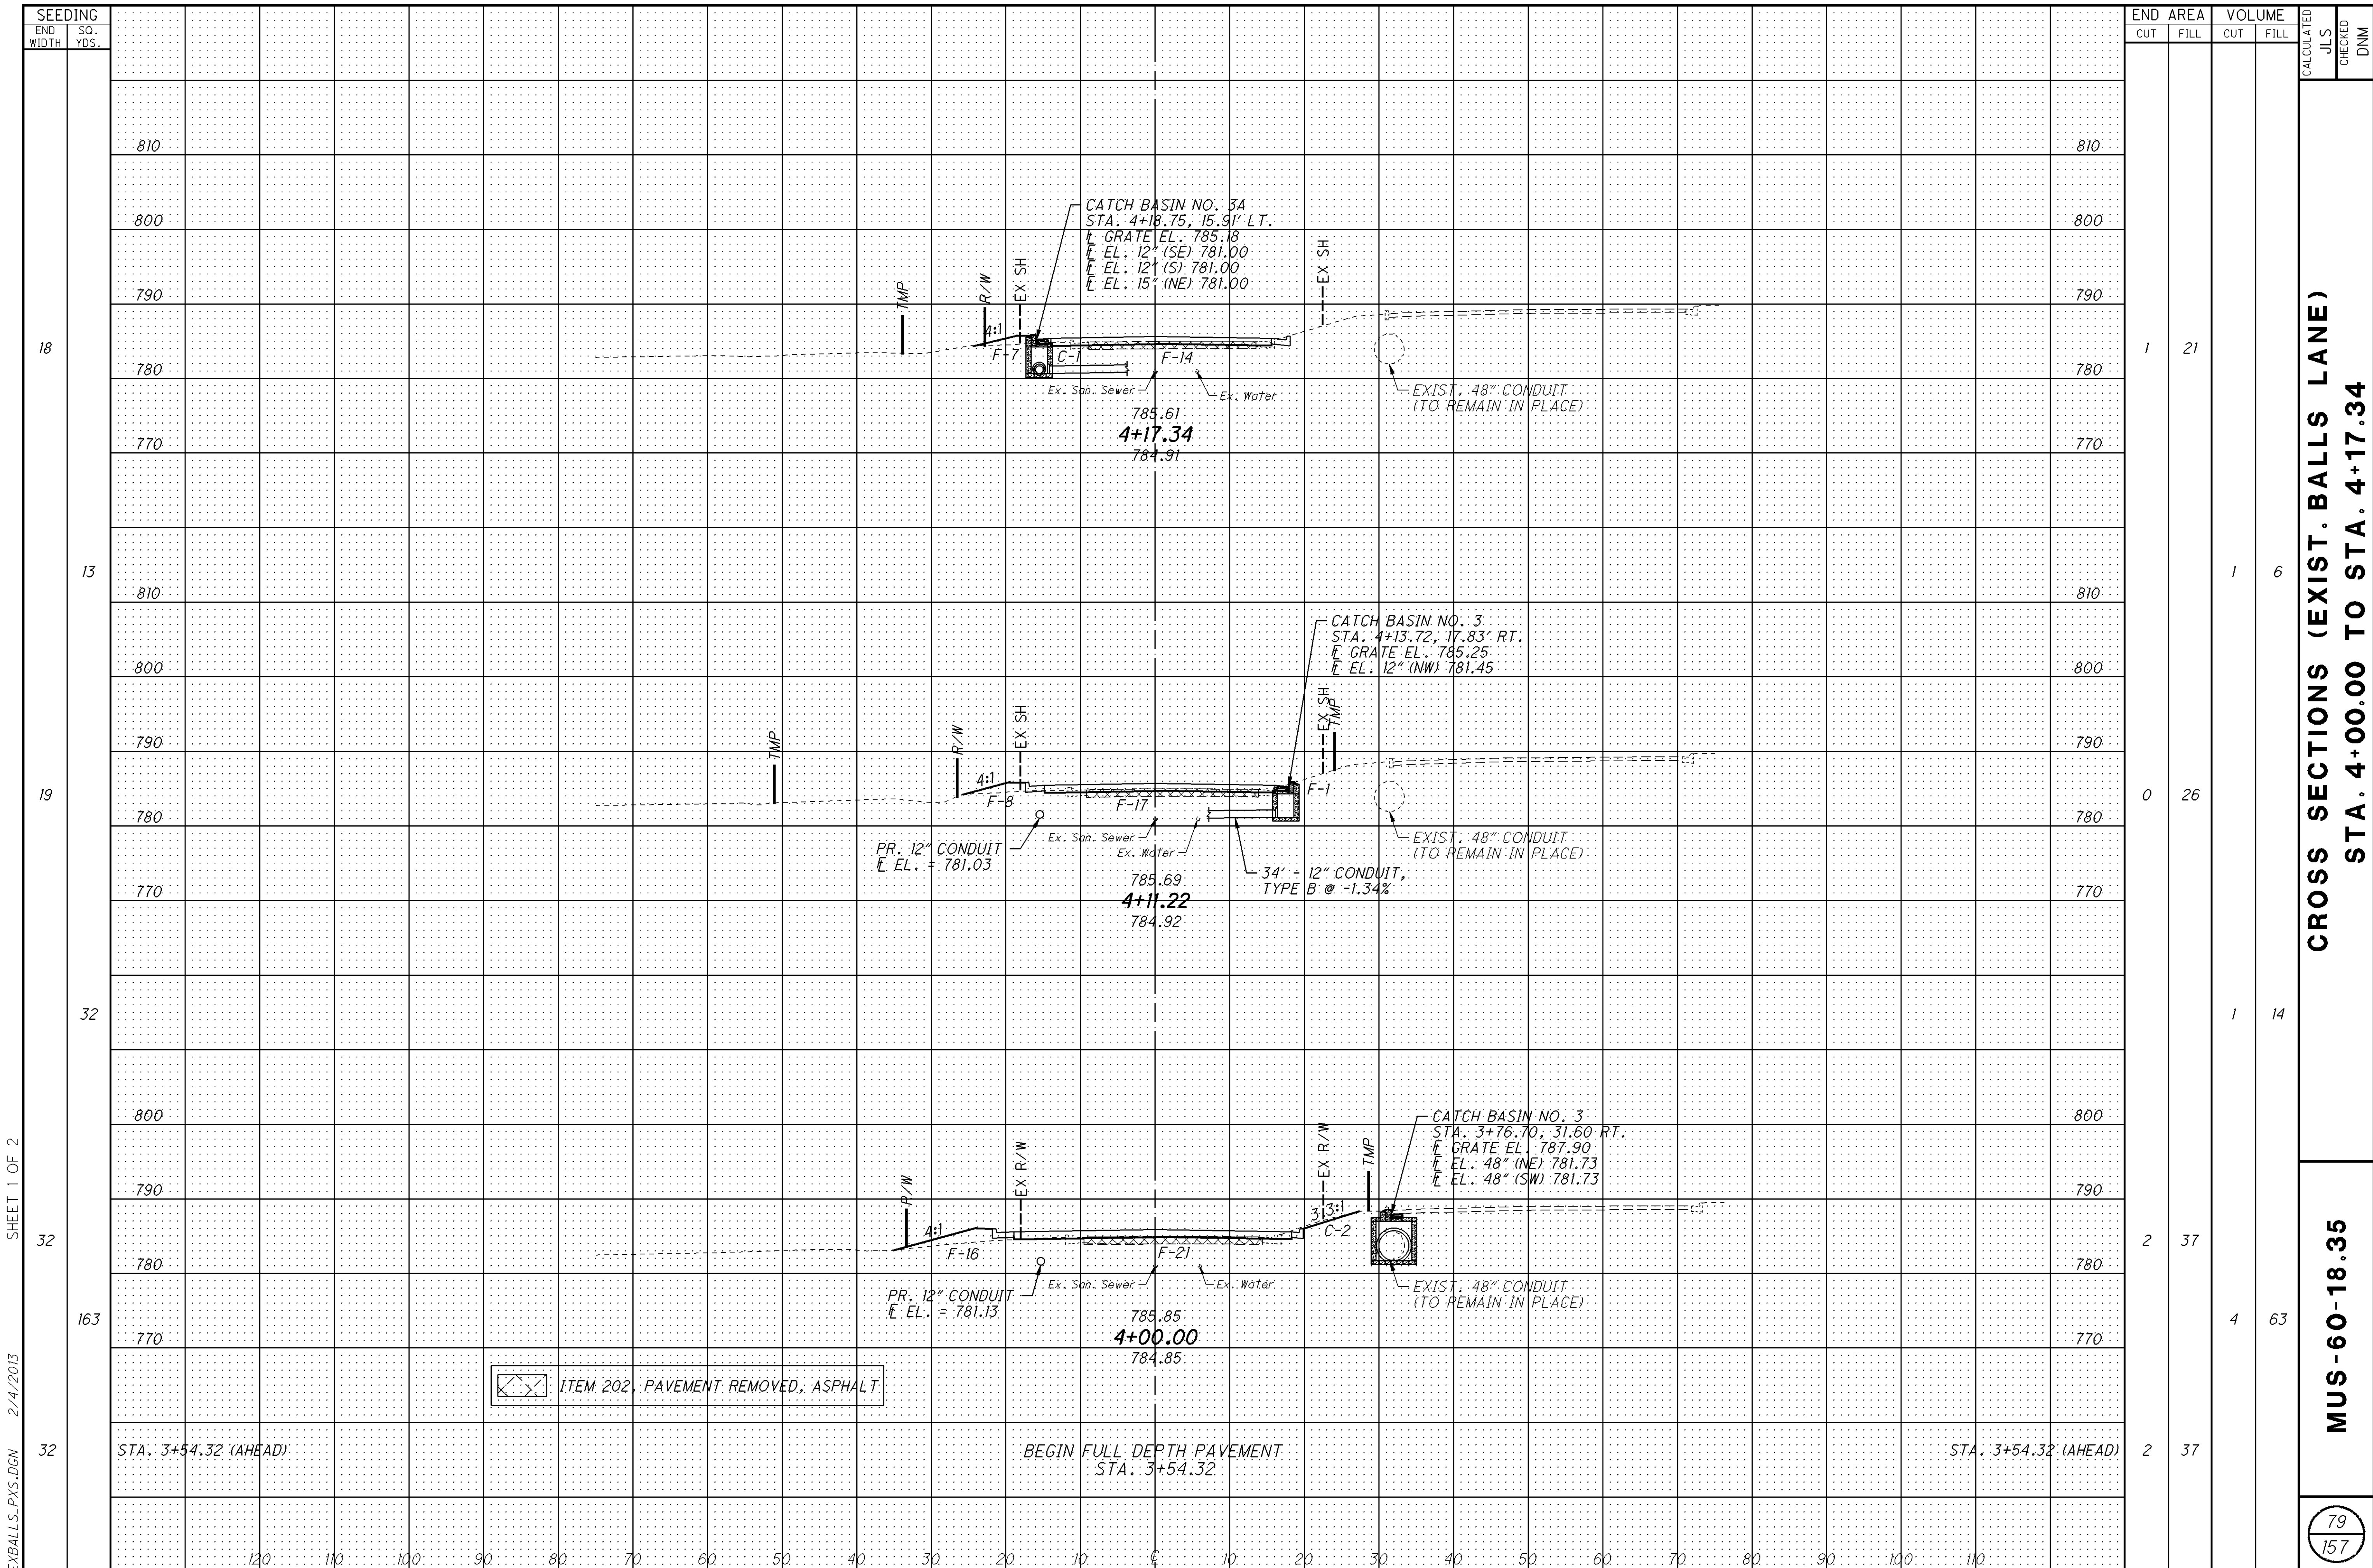 SEEDING
END WIDTH
SQ. YDS.
END AREA
VOLUME
CUT
FILL
CUT
FILL
CALCULATED
JLS
CHECKED
DNM
810
810
CATCH BASIN NO. 3A
STA. 4+18.75, 15.91' LT.
GRATE EL. 785.18
EL. 12" (SE) 781.00
EL. 12" (S) 781.00
EL. 15" (NE) 781.00
800
800
TMP
R/W
EX SH
EX SH
790
790
4:1
F-7
C-1
F-14
18
1
21
780
780
Ex. San. Sewer
Ex. Water
EXIST. 48" CONDUIT
(TO REMAIN IN PLACE)
785.61
4+17.34
784.91
770
770
13
1
6
810
810
CATCH BASIN NO. 3
STA. 4+13.72, 17.83' RT.
GRATE EL. 785.25
EL. 12" (NW) 781.45
800
800
TMP
R/W
EX SH
EX SH
TMP
790
790
4:1
F-8
F-17
F-1
19
0
26
780
780
Ex. San. Sewer
Ex. Water
EXIST. 48" CONDUIT
(TO REMAIN IN PLACE)
PR. 12" CONDUIT
EL. = 781.03
34' - 12" CONDUIT,
TYPE B @ -1.34%
785.69
4+11.22
784.92
770
770
32
1
14
800
800
CATCH BASIN NO. 3
STA. 3+76.70, 31.60 RT.
GRATE EL. 787.90
EL. 48" (NE) 781.73
EL. 48" (SW) 781.73
R/W
EX R/W
EX R/W
TMP
790
790
4:1
F-16
F-21
3:1
C-2
32
2
37
780
780
Ex. San. Sewer
Ex. Water
EXIST. 48" CONDUIT
(TO REMAIN IN PLACE)
PR. 12" CONDUIT
EL. = 781.13
785.85
4+00.00
784.85
163
4
63
770
770
ITEM 202, PAVEMENT REMOVED, ASPHALT
32
STA. 3+54.32 (AHEAD)
BEGIN FULL DEPTH PAVEMENT
STA. 3+54.32
STA. 3+54.32 (AHEAD)
2
37
120 110 100 90 80 70 60 50 40 30 20 10 ℄ 10 20 30 40 50 60 70 80 90 100 110
CROSS SECTIONS (EXIST. BALLS LANE)
STA. 4+00.00 TO STA. 4+17.34
MUS-60-18.35
79
157
SHEET 1 OF 2
EXBALLS_PXS.DGN 2/4/2013